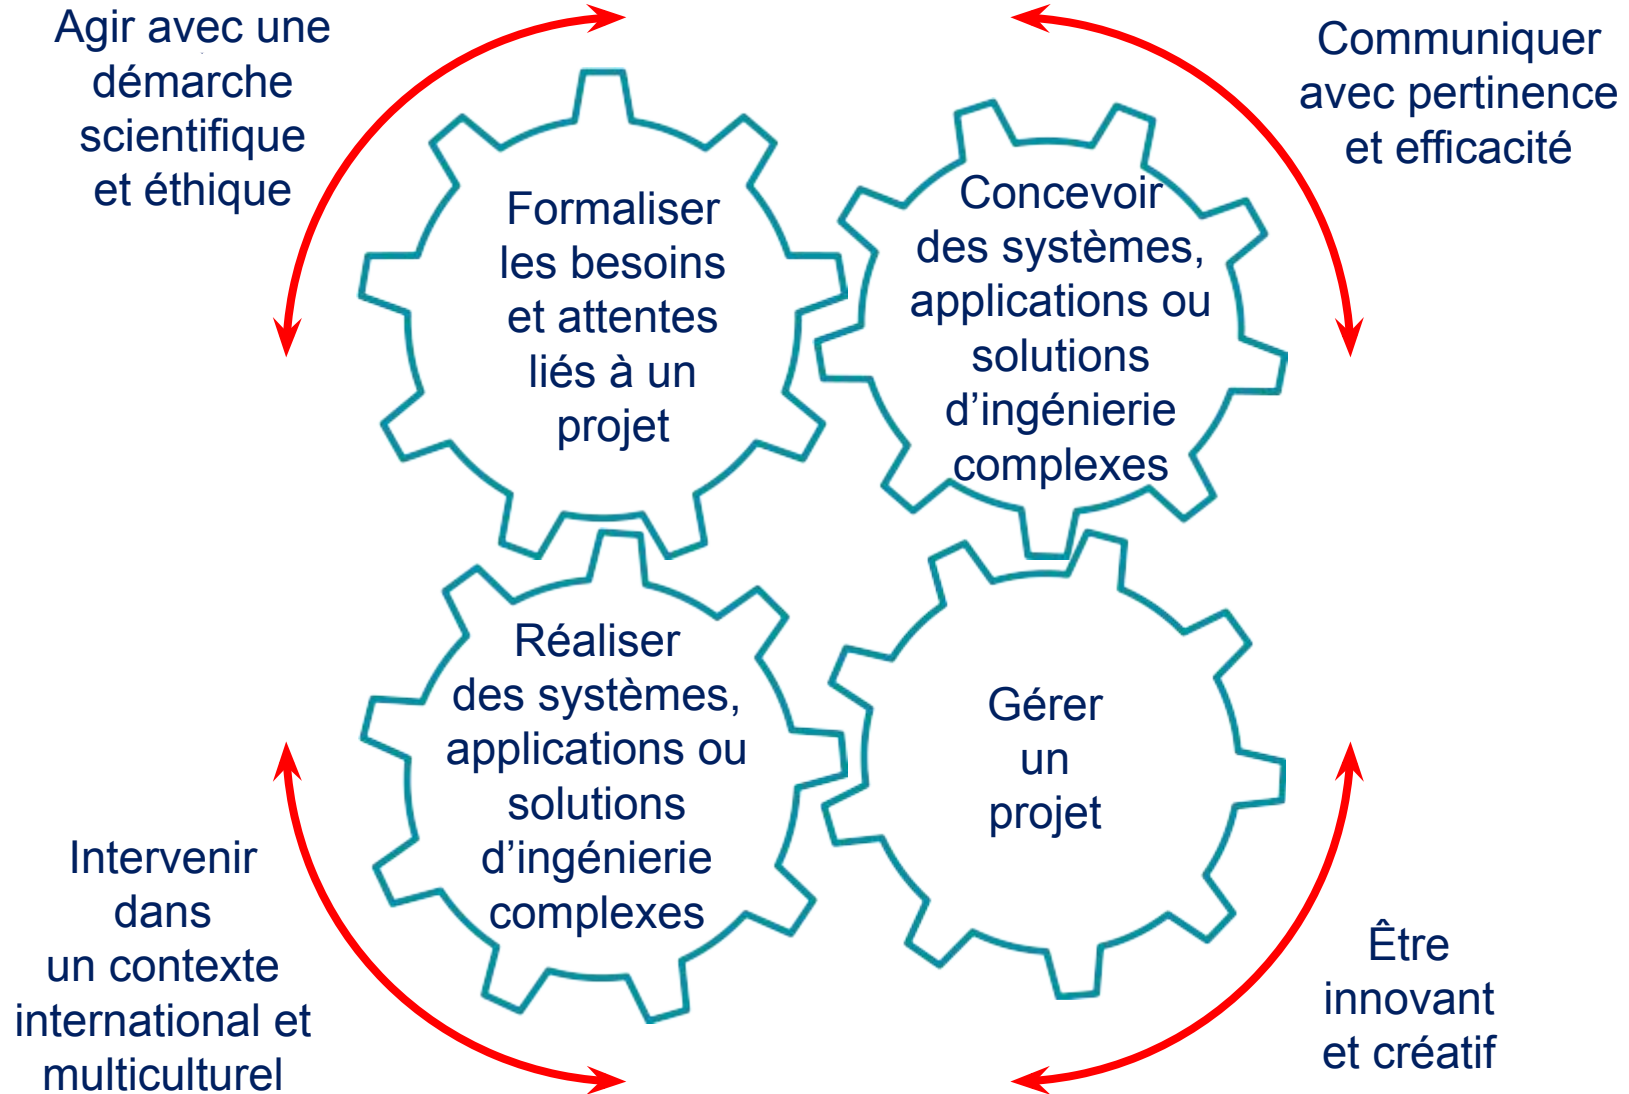 Agir avec une
démarche
scientifique
et éthique
Communiquer
avec pertinence
et efficacité
Formaliser
les besoins
et attentes
liés à un
projet
Concevoir
des systèmes,
applications ou
solutions
d’ingénierie
complexes
Réaliser
des systèmes,
applications ou
solutions
d’ingénierie
complexes
Gérer
un
projet
Intervenir
dans
un contexte
international et
multiculturel
Être
innovant
et créatif